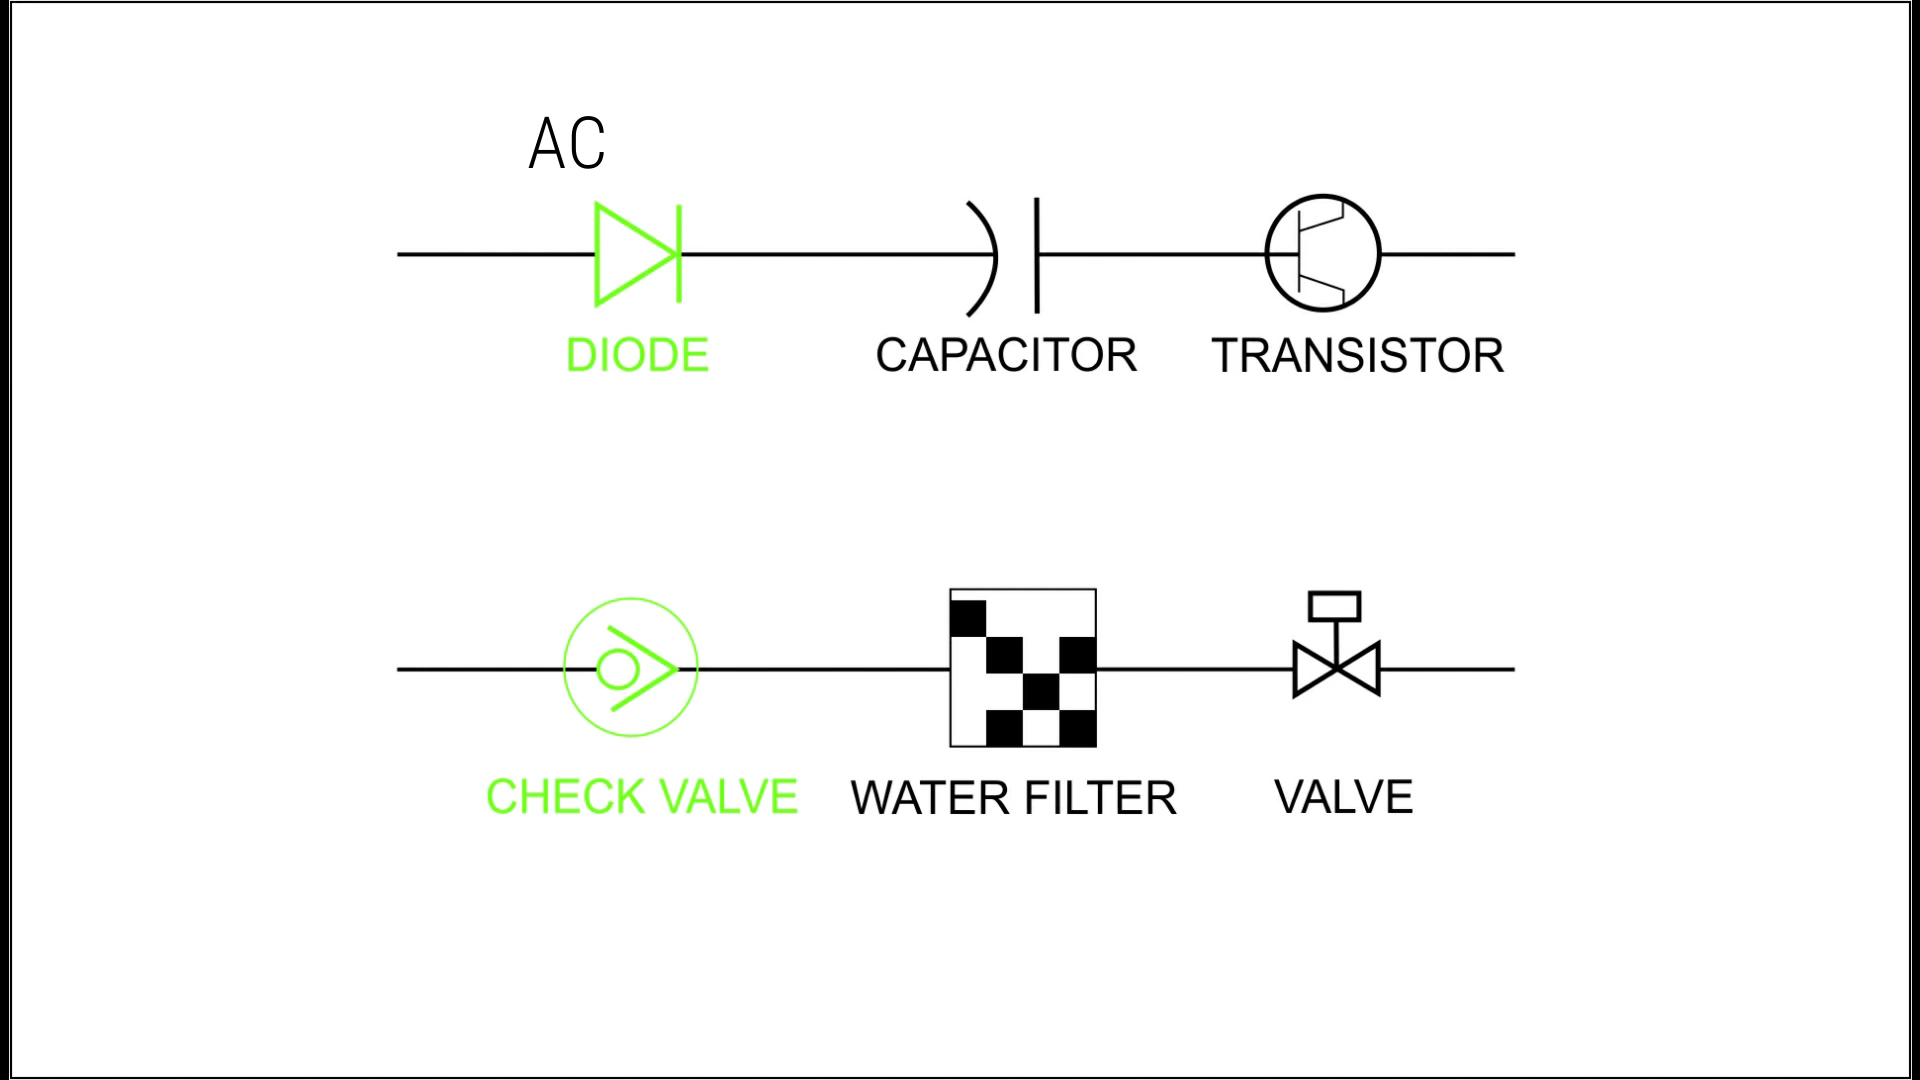 AC
DIODE
CAPACITOR
TRANSISTOR
CHECK VALVE
WATER FILTER
VALVE